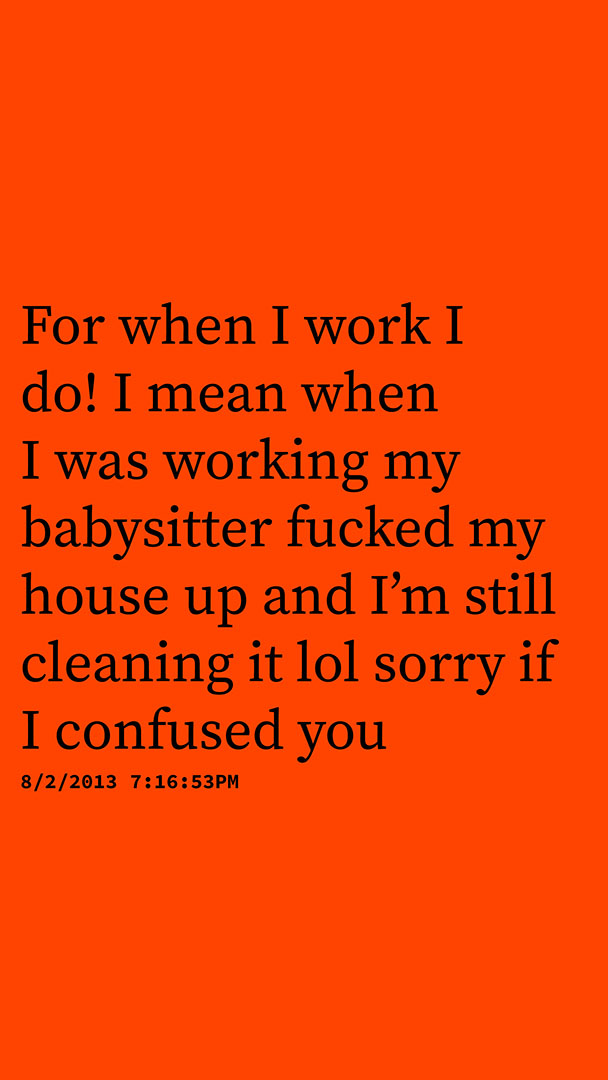 For when I work I
do! I mean when
I was working my
babysitter fucked my
house up and I’m still
cleaning it lol sorry if
I confused you
8/2/2013 7:16:53PM